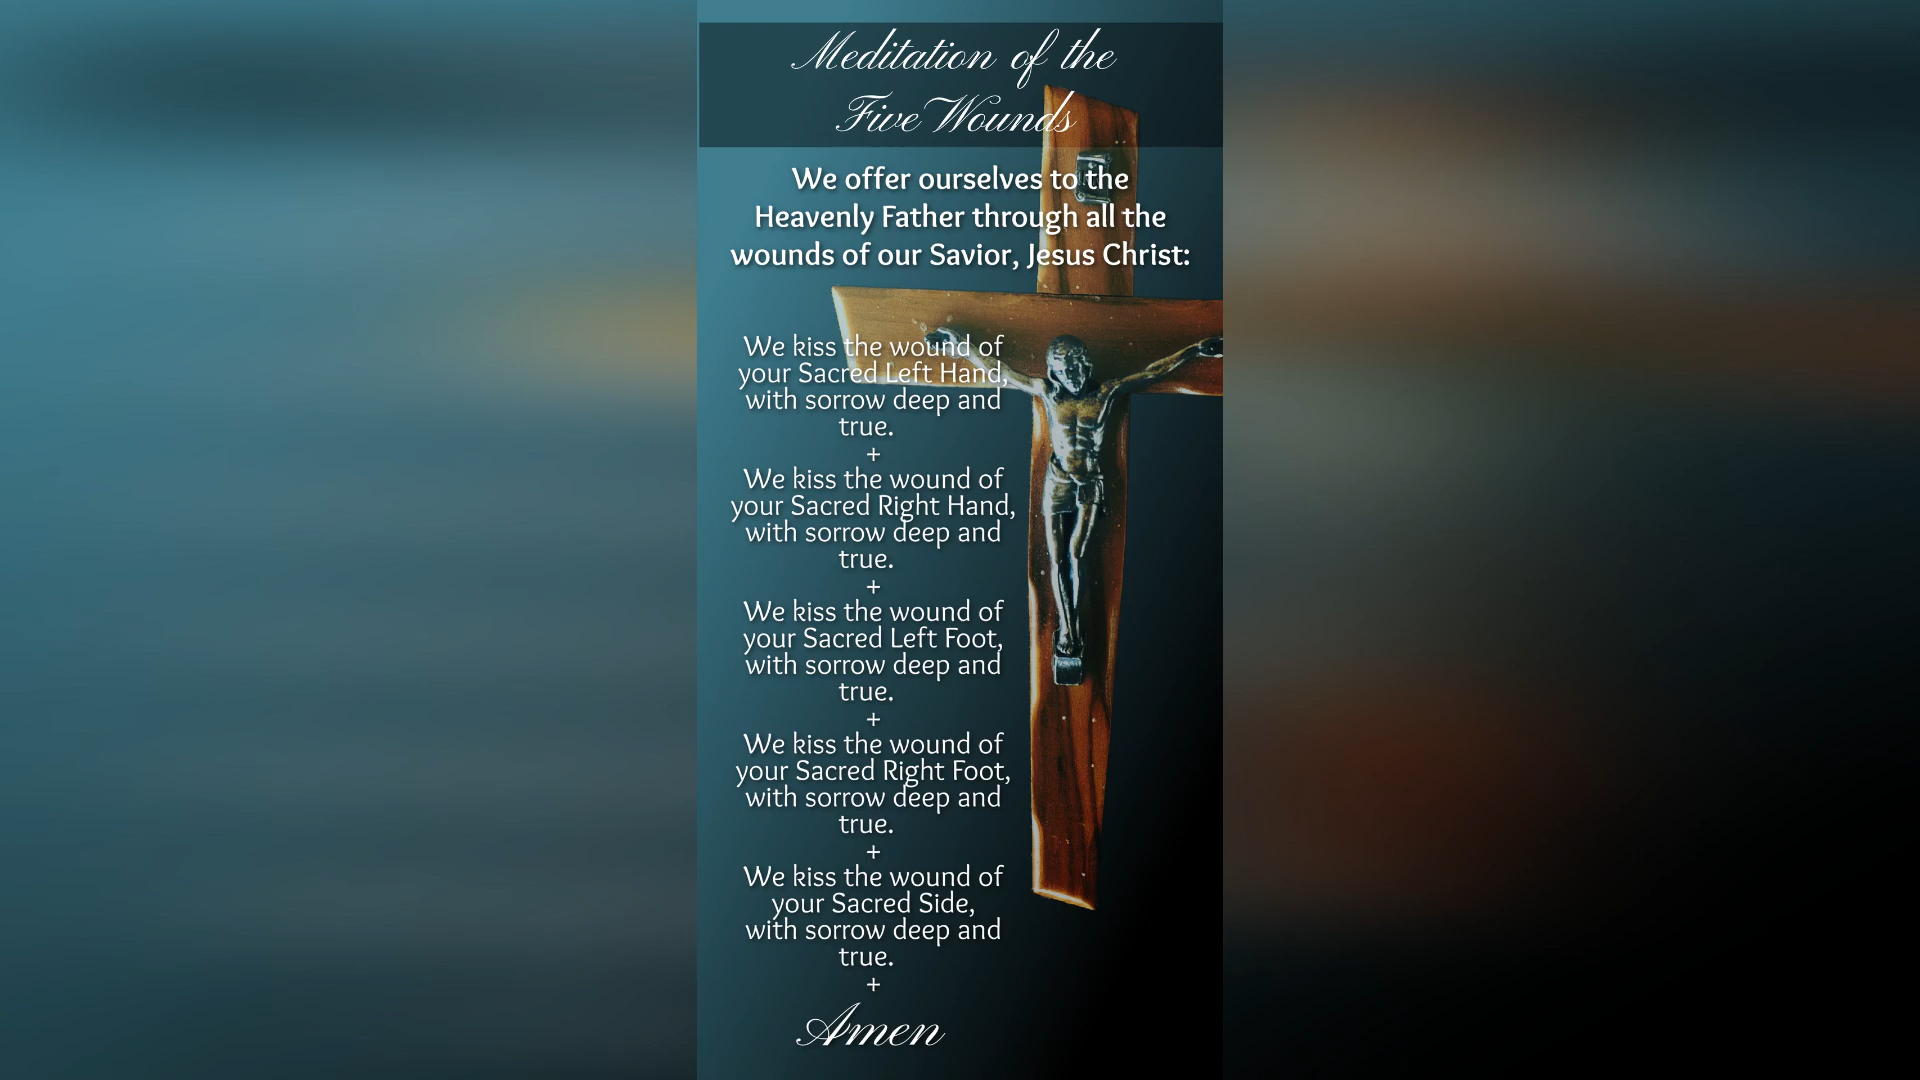 Meditation of the
Five Wounds
We offer ourselves to the
Heavenly Father through all the
wounds of our Savior, Jesus Christ:
We kiss the wound of
your Sacred Left Hand,
with sorrow deep and
true.
+
We kiss the wound of
your Sacred Right Hand,
with sorrow deep and
true.
+
We kiss the wound of
your Sacred Left Foot,
with sorrow deep and
true.
+
We kiss the wound of
your Sacred Right Foot,
with sorrow deep and
true.
+
We kiss the wound of
your Sacred Side,
with sorrow deep and
true.
+
Amen